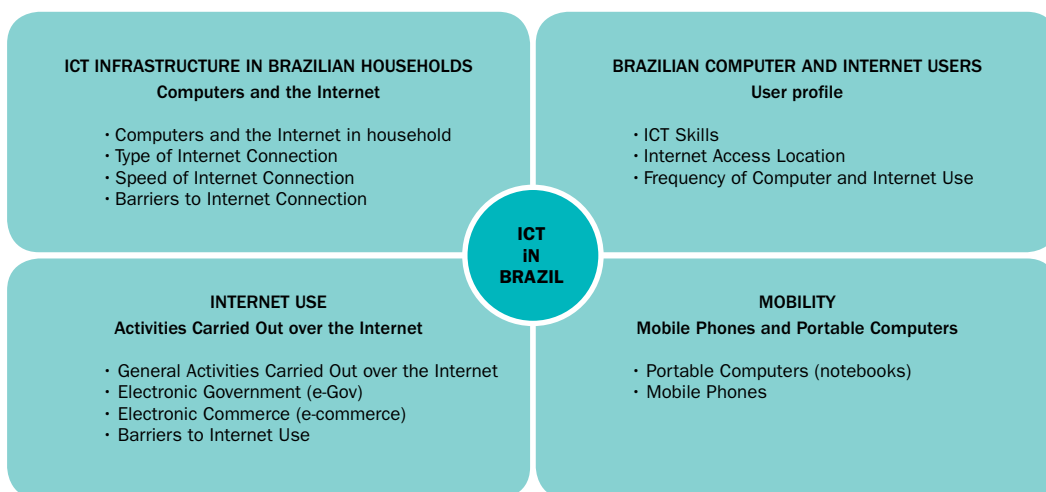 ICT INFRASTRUCTURE IN BRAZILIAN HOUSEHOLDS
Computers and the Internet
· Computers and the Internet in household
· Type of Internet Connection
· Speed of Internet Connection
· Barriers to Internet Connection
BRAZILIAN COMPUTER AND INTERNET USERS
User profile
· ICT Skills
· Internet Access Location
· Frequency of Computer and Internet Use
ICT
iN
BRAZIL
INTERNET USE
Activities Carried Out over the Internet
· General Activities Carried Out over the Internet
· Electronic Government (e-Gov)
· Electronic Commerce (e-commerce)
· Barriers to Internet Use
MOBILITY
Mobile Phones and Portable Computers
· Portable Computers (notebooks)
· Mobile Phones